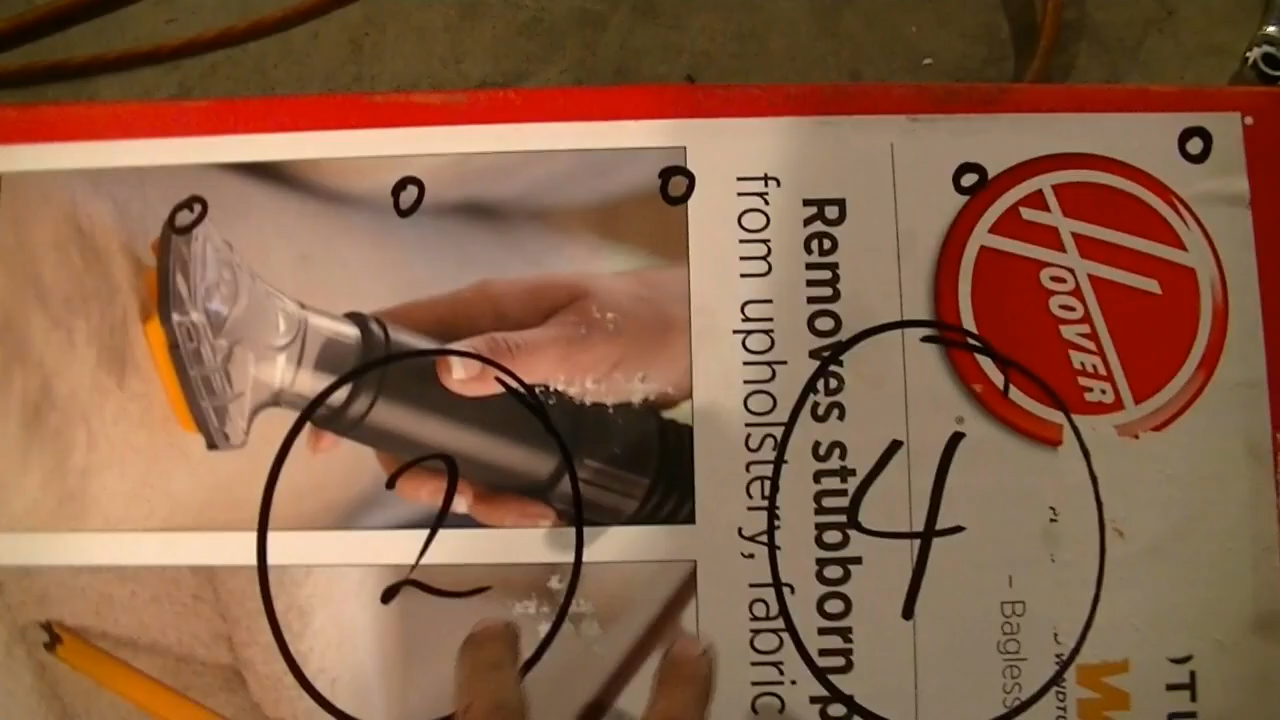 HOOVER
®
Removes stubborn
from upholstery, fabric
– Bagless
2
4